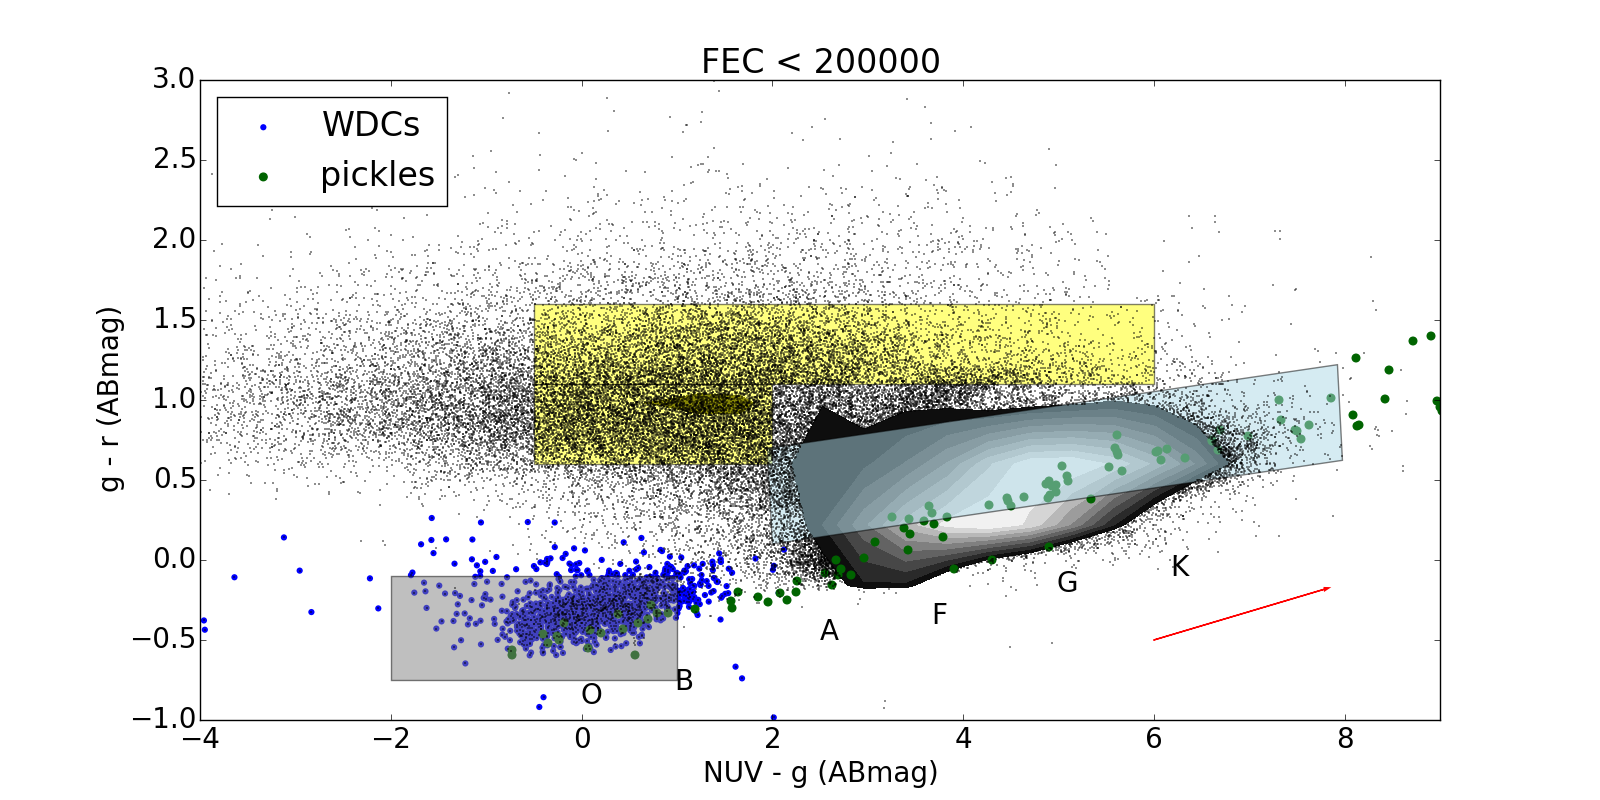 FEC < 200000
WDCs
pickles
3.0
2.5
2.0
1.5
1.0
0.5
0.0
−0.5
−1.0
g - r (ABmag)
O
B
A
F
G
K
−4
−2
0
2
4
6
8
NUV - g (ABmag)